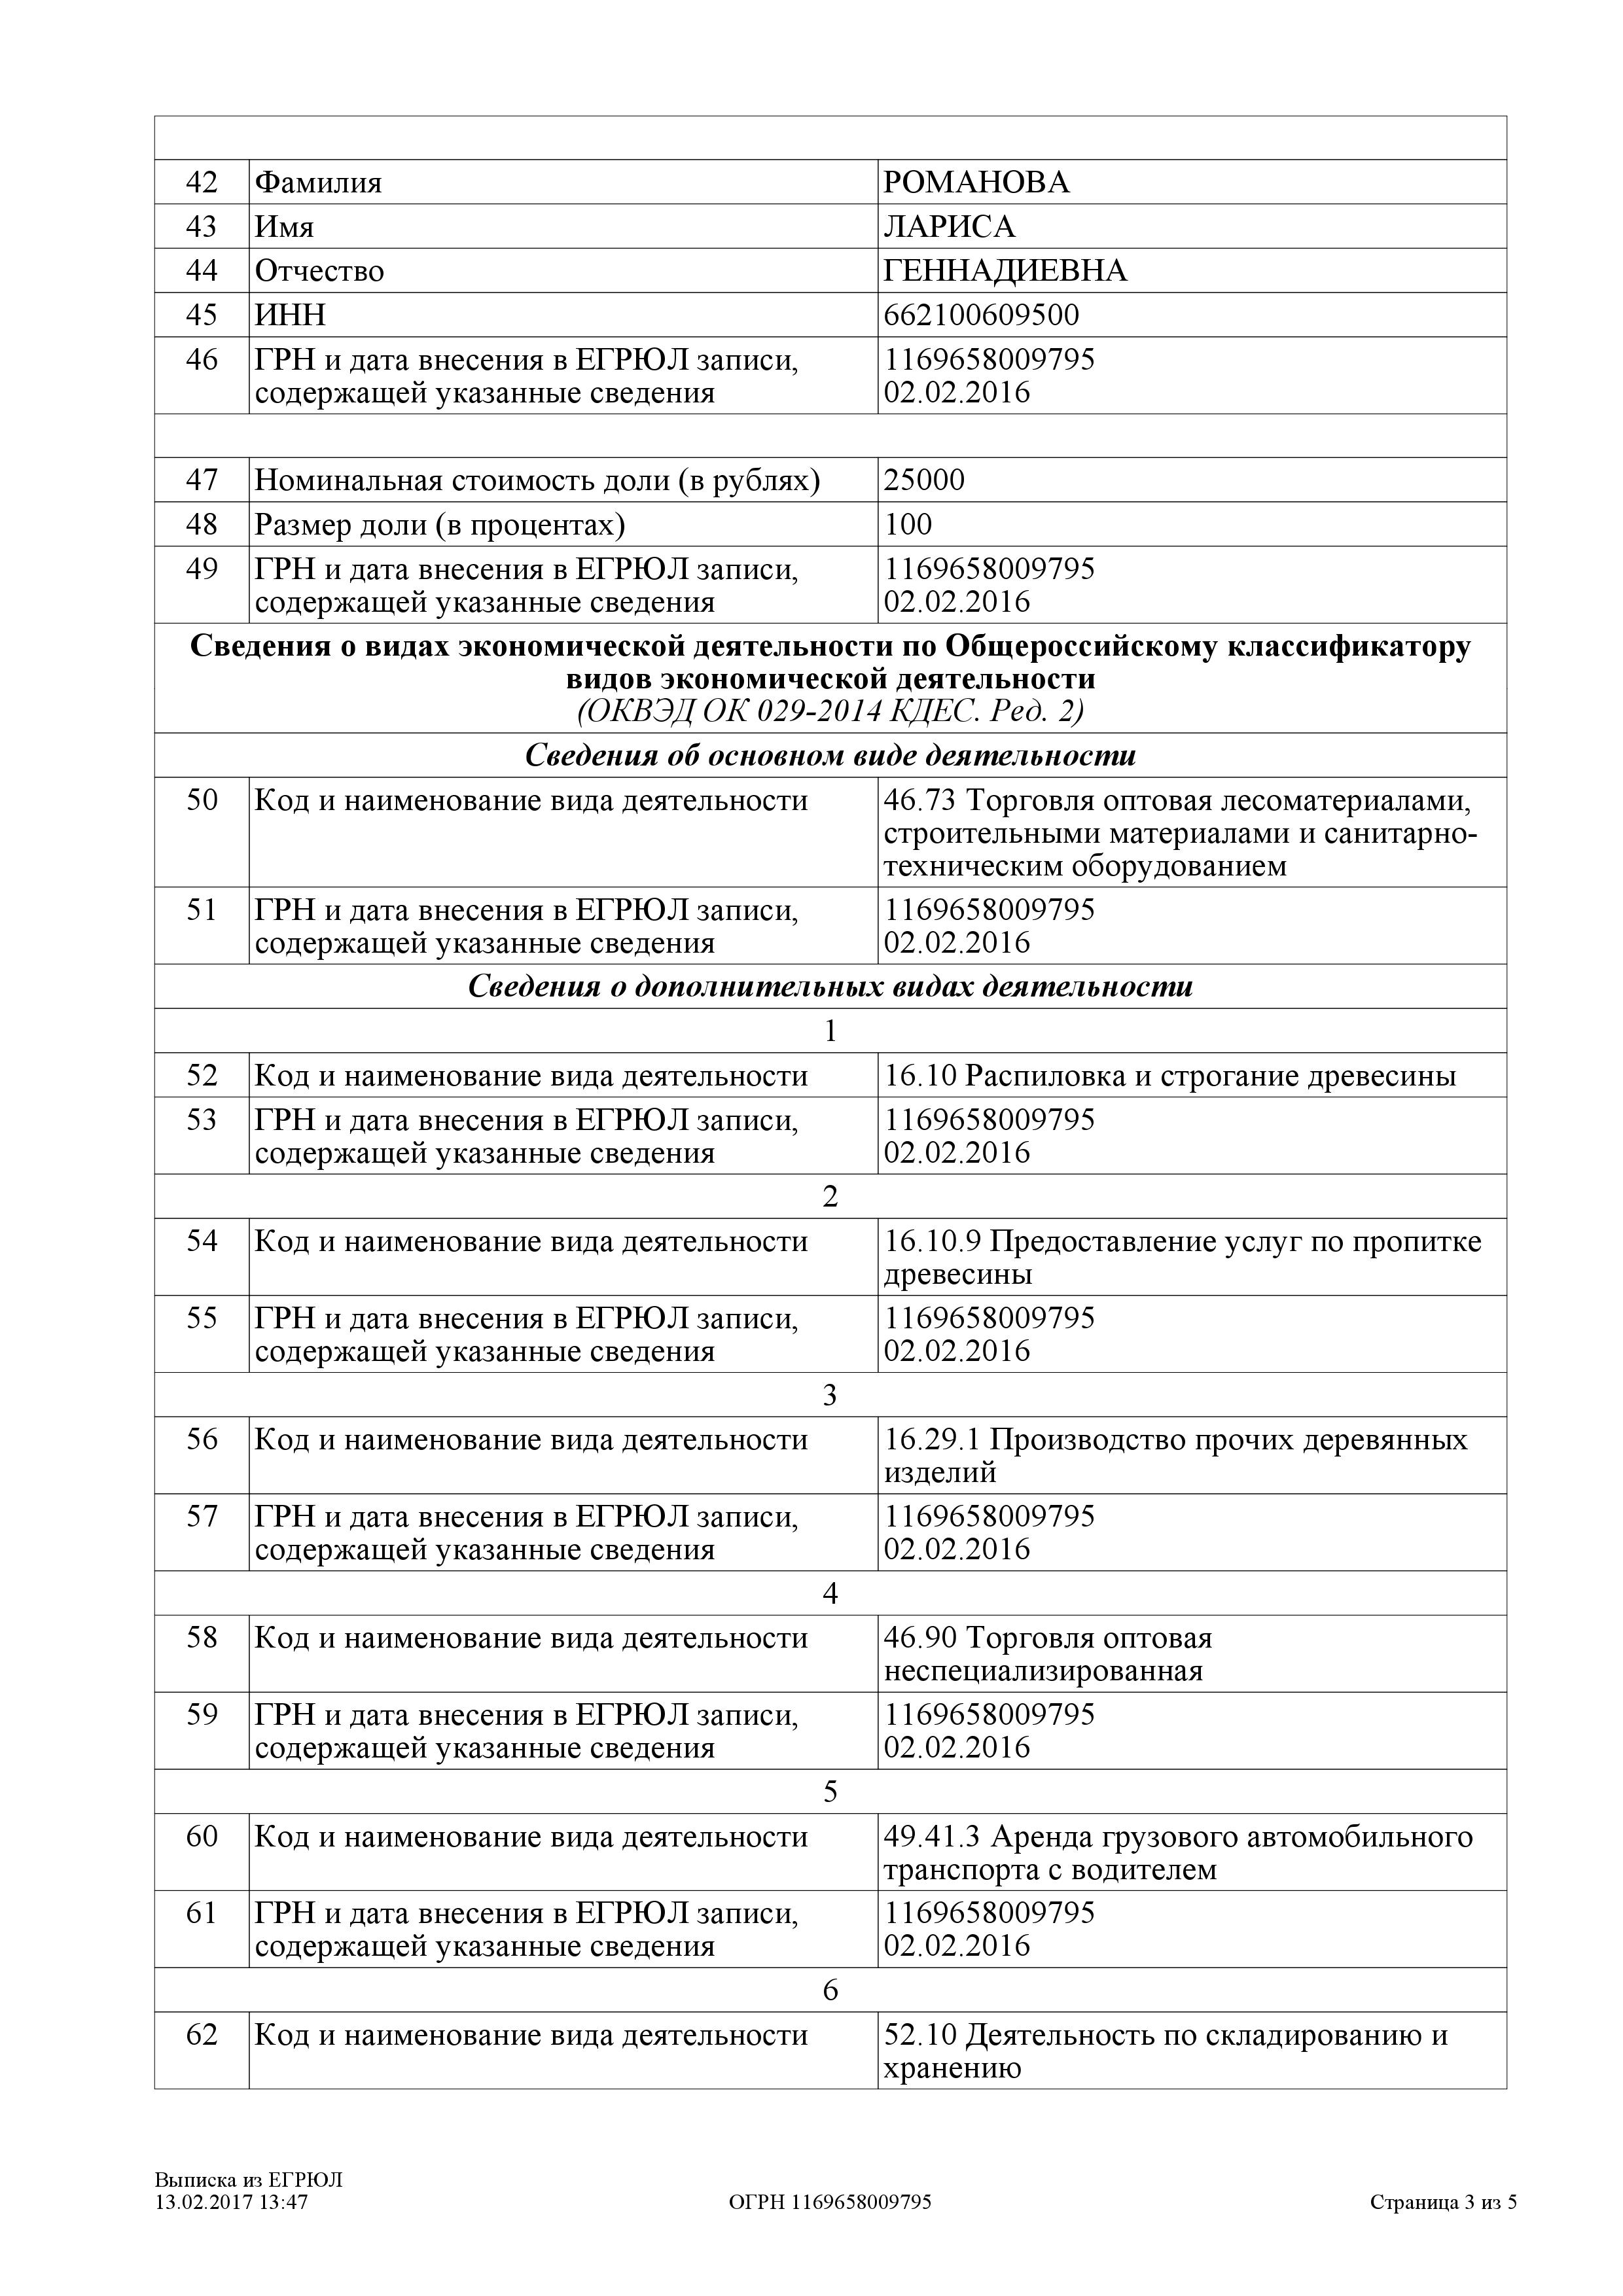 42 Фамилия РОМАНОВА
43 Имя ЛАРИСА
44 Отчество ГЕННАДИЕВНА
45 ИНН 662100609500
46 ГРН и дата внесения в ЕГРЮЛ записи, 1169658009795
содержащей указанные сведения 02.02.2016
47 Номинальная стоимость доли (в рублях) 25000
48 Размер доли (в процентах) 100
49 ГРН и дата внесения в ЕГРЮЛ записи, 1169658009795
содержащей указанные сведения 02.02.2016
Сведения о видах экономической деятельности по Общероссийскому классификатору
видов экономической деятельности
(ОКВЭД ОК 029-2014 КДЕС. Ред. 2)
Сведения об основном виде деятельности
50 Код и наименование вида деятельности 46.73 Торговля оптовая лесоматериалами,
строительными материалами и санитарно-
техническим оборудованием
51 ГРН и дата внесения в ЕГРЮЛ записи, 1169658009795
содержащей указанные сведения 02.02.2016
Сведения о дополнительных видах деятельности
1
52 Код и наименование вида деятельности 16.10 Распиловка и строгание древесины
53 ГРН и дата внесения в ЕГРЮЛ записи, 1169658009795
содержащей указанные сведения 02.02.2016
2
54 Код и наименование вида деятельности 16.10.9 Предоставление услуг по пропитке
древесины
55 ГРН и дата внесения в ЕГРЮЛ записи, 1169658009795
содержащей указанные сведения 02.02.2016
3
56 Код и наименование вида деятельности 16.29.1 Производство прочих деревянных
изделий
57 ГРН и дата внесения в ЕГРЮЛ записи, 1169658009795
содержащей указанные сведения 02.02.2016
4
58 Код и наименование вида деятельности 46.90 Торговля оптовая
неспециализированная
59 ГРН и дата внесения в ЕГРЮЛ записи, 1169658009795
содержащей указанные сведения 02.02.2016
5
60 Код и наименование вида деятельности 49.41.3 Аренда грузового автомобильного
транспорта с водителем
61 ГРН и дата внесения в ЕГРЮЛ записи, 1169658009795
содержащей указанные сведения 02.02.2016
6
62 Код и наименование вида деятельности 52.10 Деятельность по складированию и
хранению
Выписка из ЕГРЮЛ
13.02.2017 13:47 ОГРН 1169658009795 Страница 3 из 5